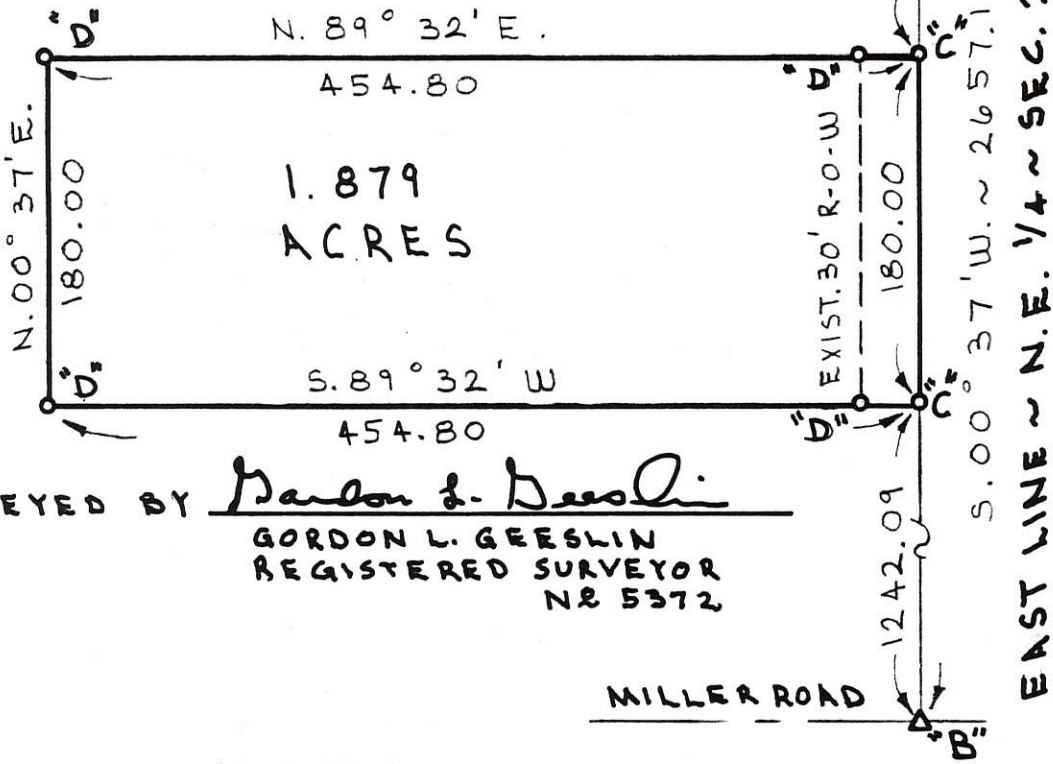 "D"
N. 89° 32' E.
"C"
454.80
"D"
N. 00° 37' E.
180.00
1.879
ACRES
EXIST. 30' R-O-W
180.00
S. 00° 37' W. ~ 2657.1
EAST LINE ~ N.E. 1/4 ~ SEC.
"D"
S. 89° 32' W
"D"
"C"
454.80
EYED BY Gordon L. Geeslin
GORDON L. GEESLIN
REGISTERED SURVEYOR
No 5372
1242.09
MILLER ROAD
"B"